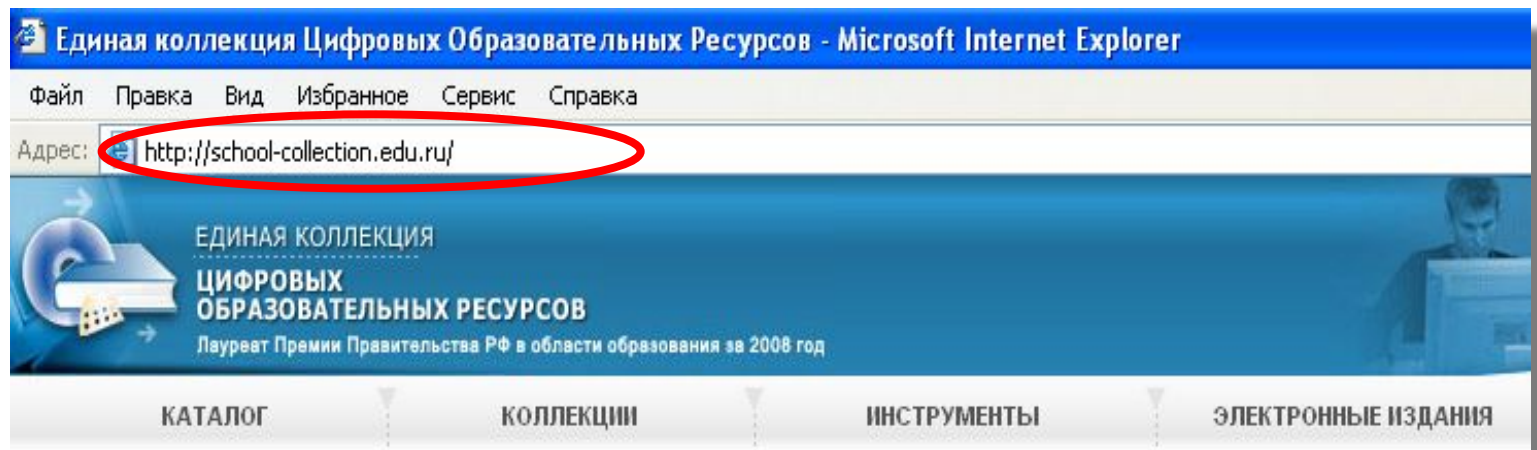 Единая коллекция Цифровых Образовательных Ресурсов - Microsoft Internet Explorer
Файл Правка Вид Избранное Сервис Справка
Адрес: http://school-collection.edu.ru/
ЕДИНАЯ КОЛЛЕКЦИЯ
ЦИФРОВЫХ
ОБРАЗОВАТЕЛЬНЫХ РЕСУРСОВ
Лауреат Премии Правительства РФ в области образования за 2008 год
КАТАЛОГ КОЛЛЕКЦИИ ИНСТРУМЕНТЫ ЭЛЕКТРОННЫЕ ИЗДАНИЯ